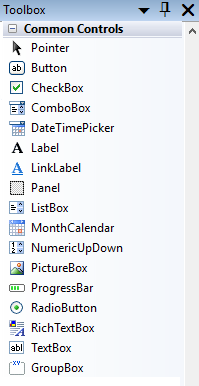 Toolbox
Common Controls
Pointer
Button
CheckBox
ComboBox
DateTimePicker
Label
LinkLabel
Panel
ListBox
MonthCalendar
NumericUpDown
PictureBox
ProgressBar
RadioButton
RichTextBox
TextBox
GroupBox